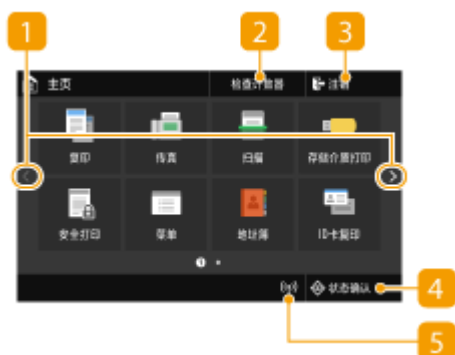 1 2 3
主页 检查计数器 注销
复印 传真 扫描 存储介质打印
安全打印 菜单 地址簿 ID卡复印
状态确认 4
5